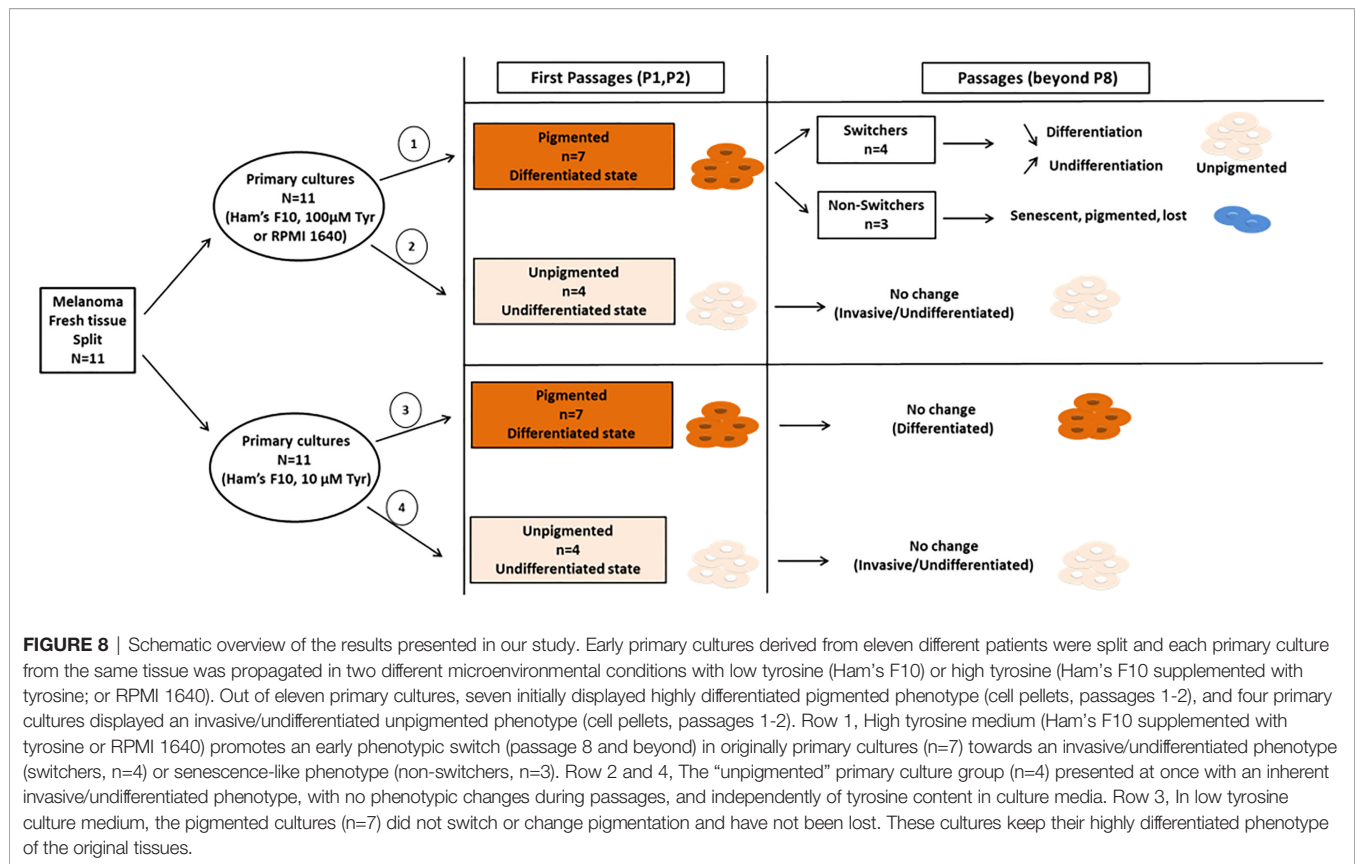 First Passages (P1,P2)
Passages (beyond P8)
Melanoma
Fresh tissue
Split
N=11
Primary cultures
N=11
(Ham's F10, 100µM Tyr
or RPMI 1640)
1
2
Pigmented
n=7
Differentiated state
Switchers
n=4
Differentiation
Undifferentiation
Unpigmented
Non-Switchers
n=3
Senescent, pigmented, lost
Unpigmented
n=4
Undifferentiated state
No change
(Invasive/Undifferentiated)
Primary cultures
N=11
(Ham's F10, 10 µM Tyr)
3
4
Pigmented
n=7
Differentiated state
No change
(Differentiated)
Unpigmented
n=4
Undifferentiated state
No change
(Invasive/Undifferentiated)
FIGURE 8 | Schematic overview of the results presented in our study. Early primary cultures derived from eleven different patients were split and each primary culture
from the same tissue was propagated in two different microenvironmental conditions with low tyrosine (Ham's F10) or high tyrosine (Ham's F10 supplemented with
tyrosine; or RPMI 1640). Out of eleven primary cultures, seven initially displayed highly differentiated pigmented phenotype (cell pellets, passages 1-2), and four primary
cultures displayed an invasive/undifferentiated unpigmented phenotype (cell pellets, passages 1-2). Row 1, High tyrosine medium (Ham's F10 supplemented with
tyrosine or RPMI 1640) promotes an early phenotypic switch (passage 8 and beyond) in originally primary cultures (n=7) towards an invasive/undifferentiated phenotype
(switchers, n=4) or senescence-like phenotype (non-switchers, n=3). Row 2 and 4, The “unpigmented” primary culture group (n=4) presented at once with an inherent
invasive/undifferentiated phenotype, with no phenotypic changes during passages, and independently of tyrosine content in culture media. Row 3, In low tyrosine
culture medium, the pigmented cultures (n=7) did not switch or change pigmentation and have not been lost. These cultures keep their highly differentiated phenotype
of the original tissues.